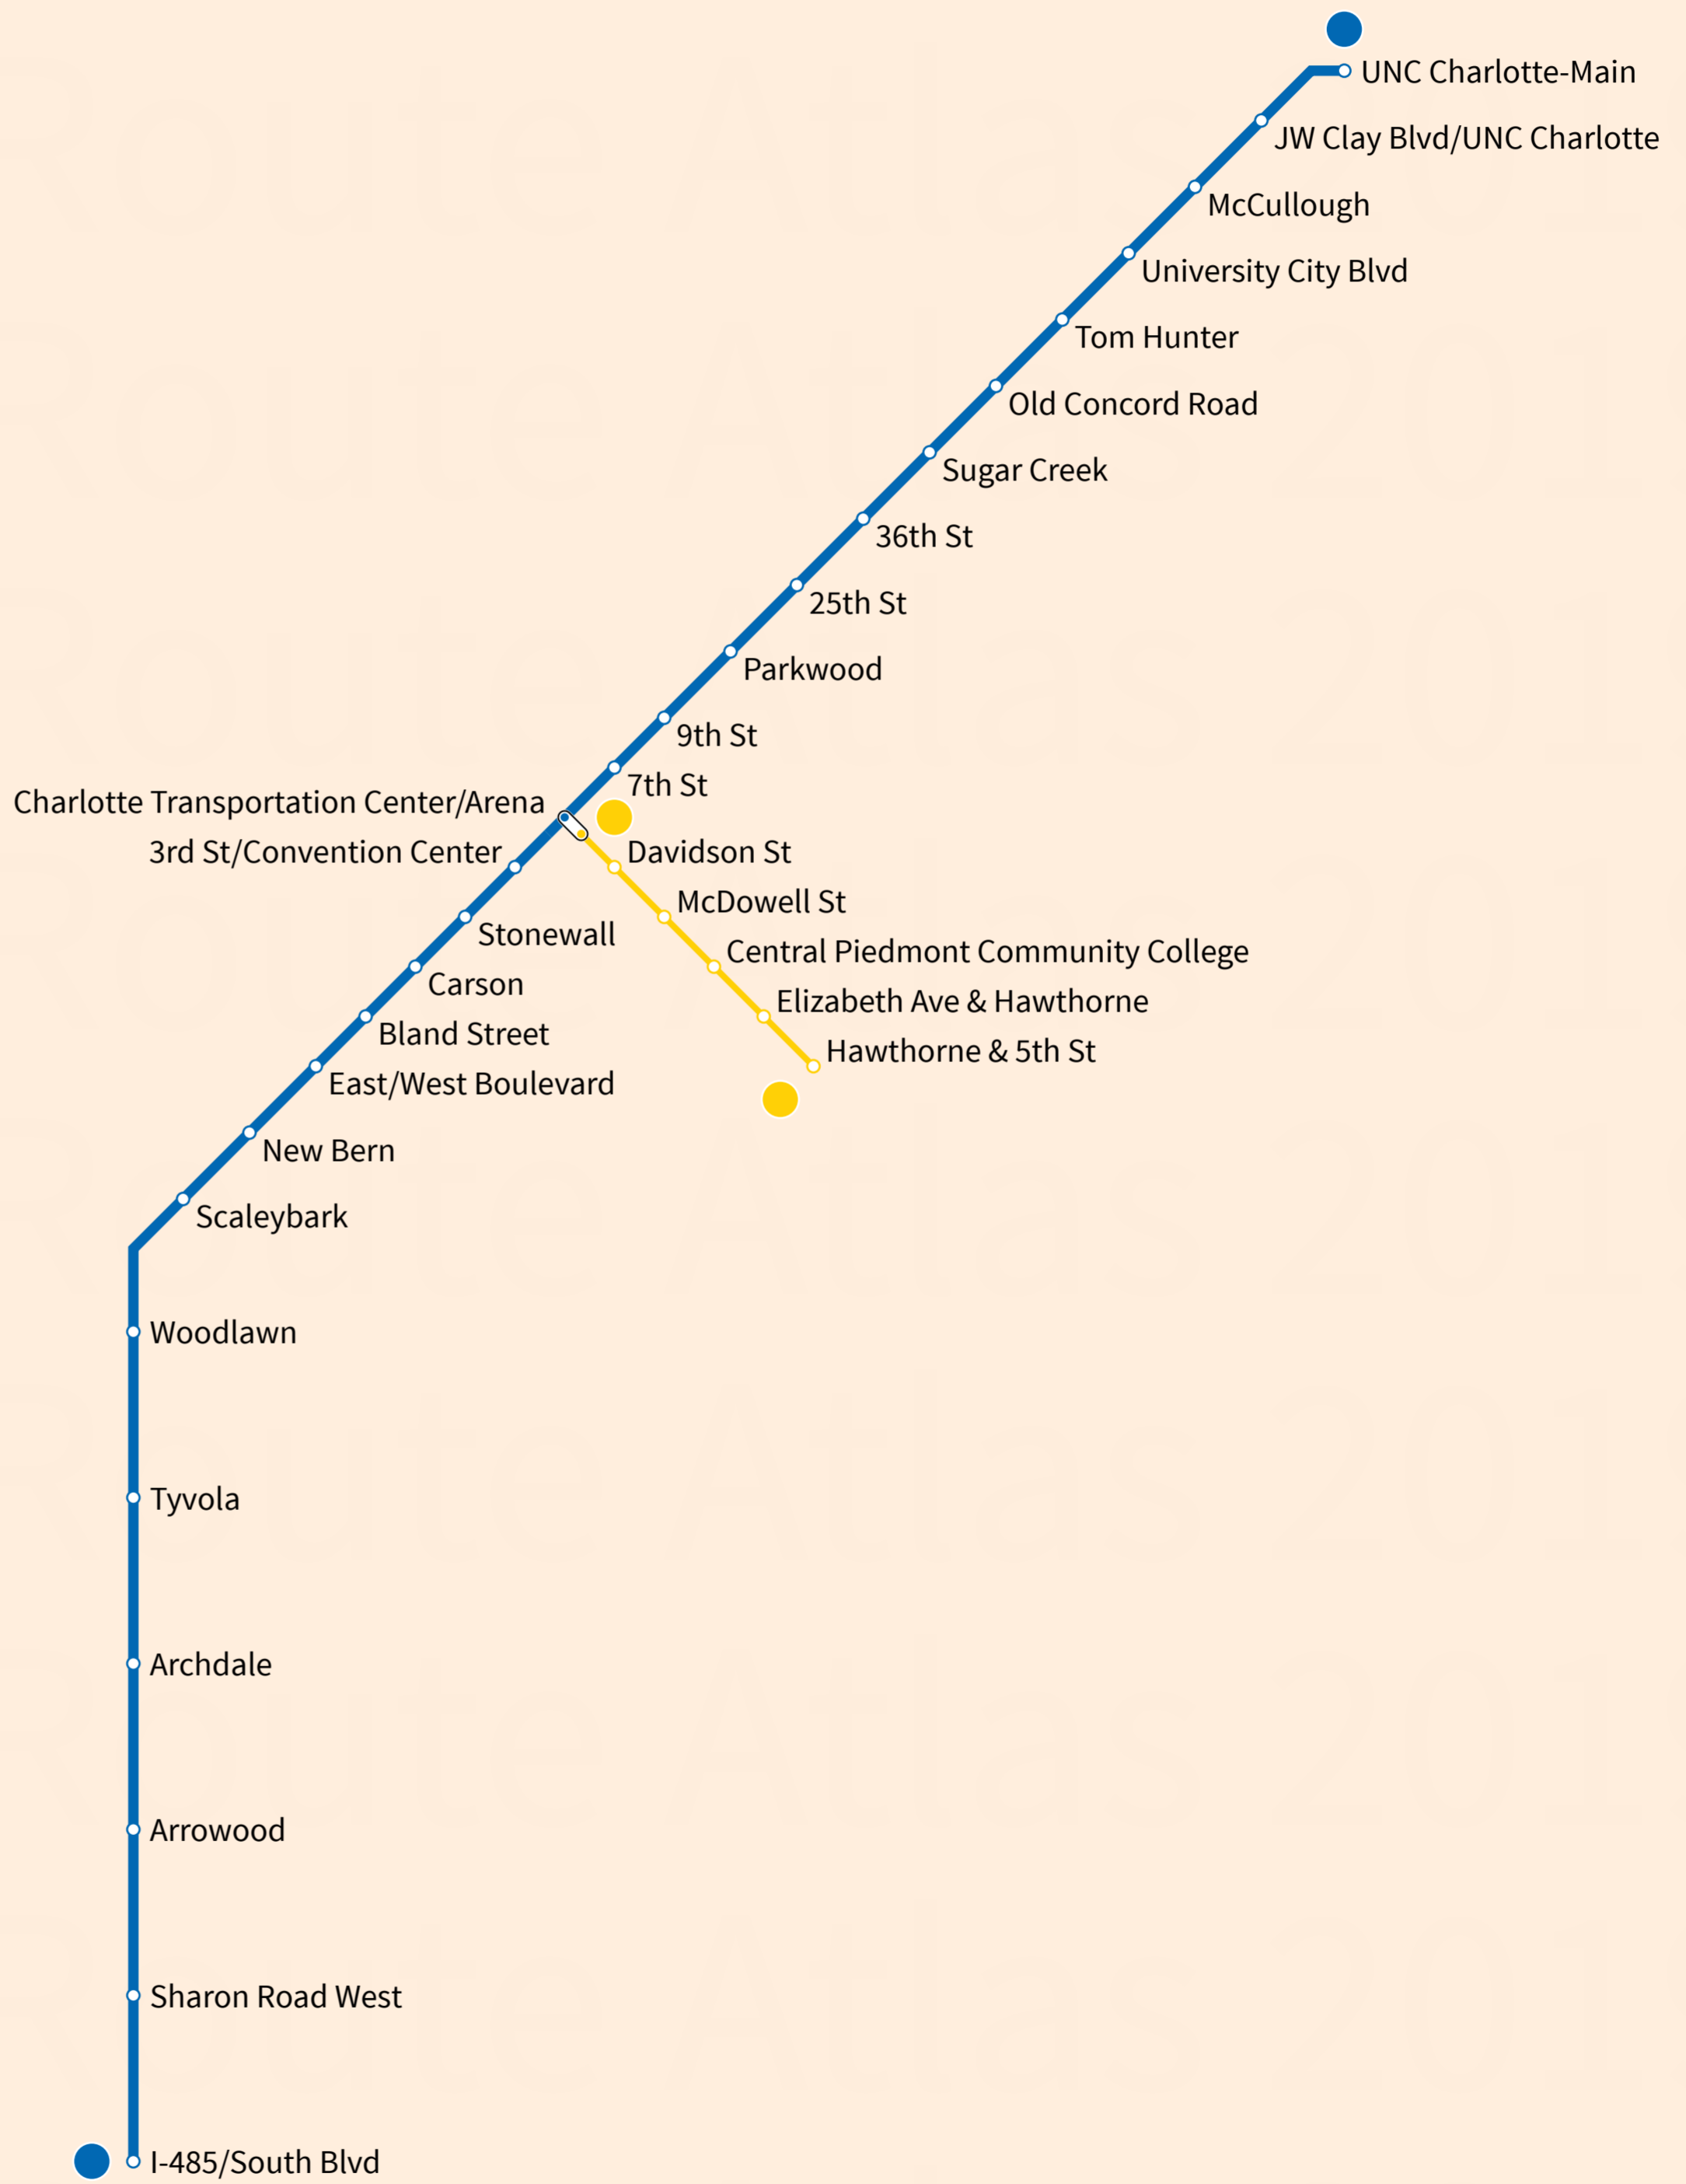 UNC Charlotte-Main
JW Clay Blvd/UNC Charlotte
McCullough
University City Blvd
Tom Hunter
Old Concord Road
Sugar Creek
36th St
25th St
Parkwood
9th St
7th St
Charlotte Transportation Center/Arena
3rd St/Convention Center
Davidson St
McDowell St
Stonewall
Central Piedmont Community College
Carson
Elizabeth Ave & Hawthorne
Bland Street
Hawthorne & 5th St
East/West Boulevard
New Bern
Scaleybark
Woodlawn
Tyvola
Archdale
Arrowood
Sharon Road West
I-485/South Blvd